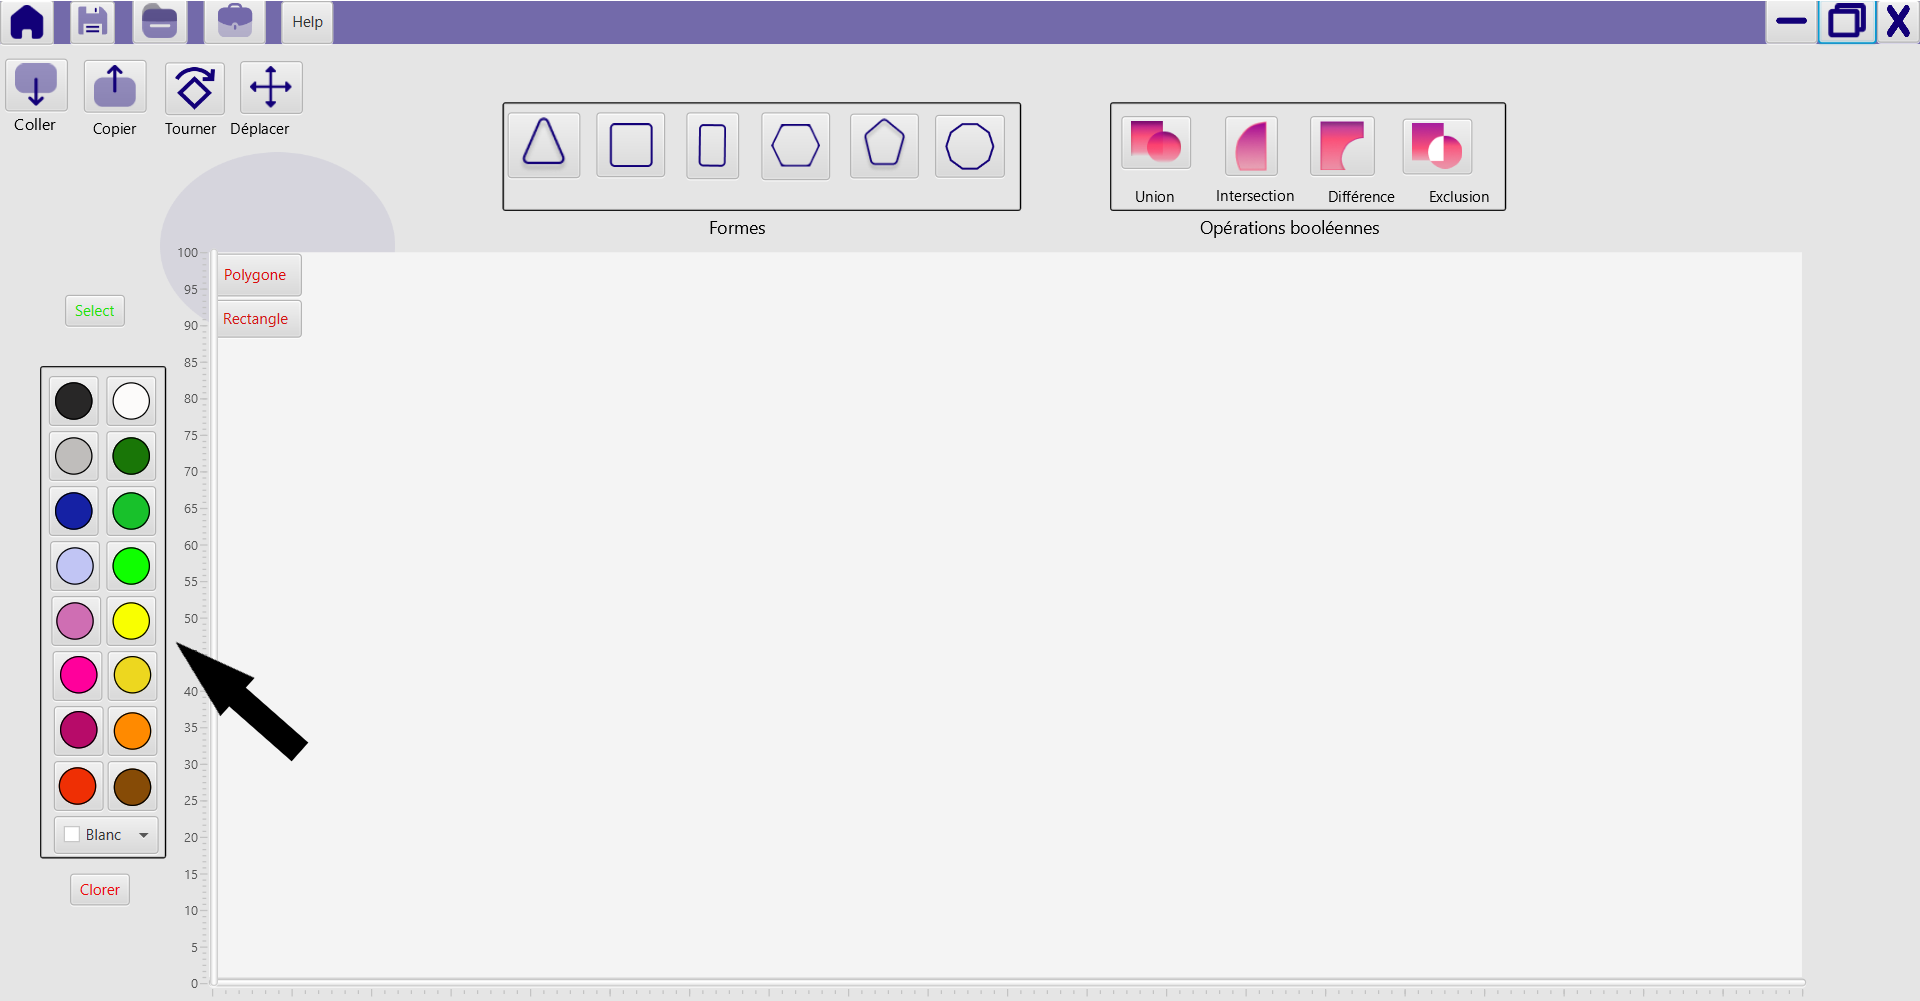 Help
Coller
Copier
Tourner
Déplacer
Union
Intersection
Différence
Exclusion
Formes
Opérations booléennes
Select
Polygone
Rectangle
100
95
90
85
80
75
70
65
60
55
50
40
35
30
25
20
15
10
5
0
Blanc
Clorer